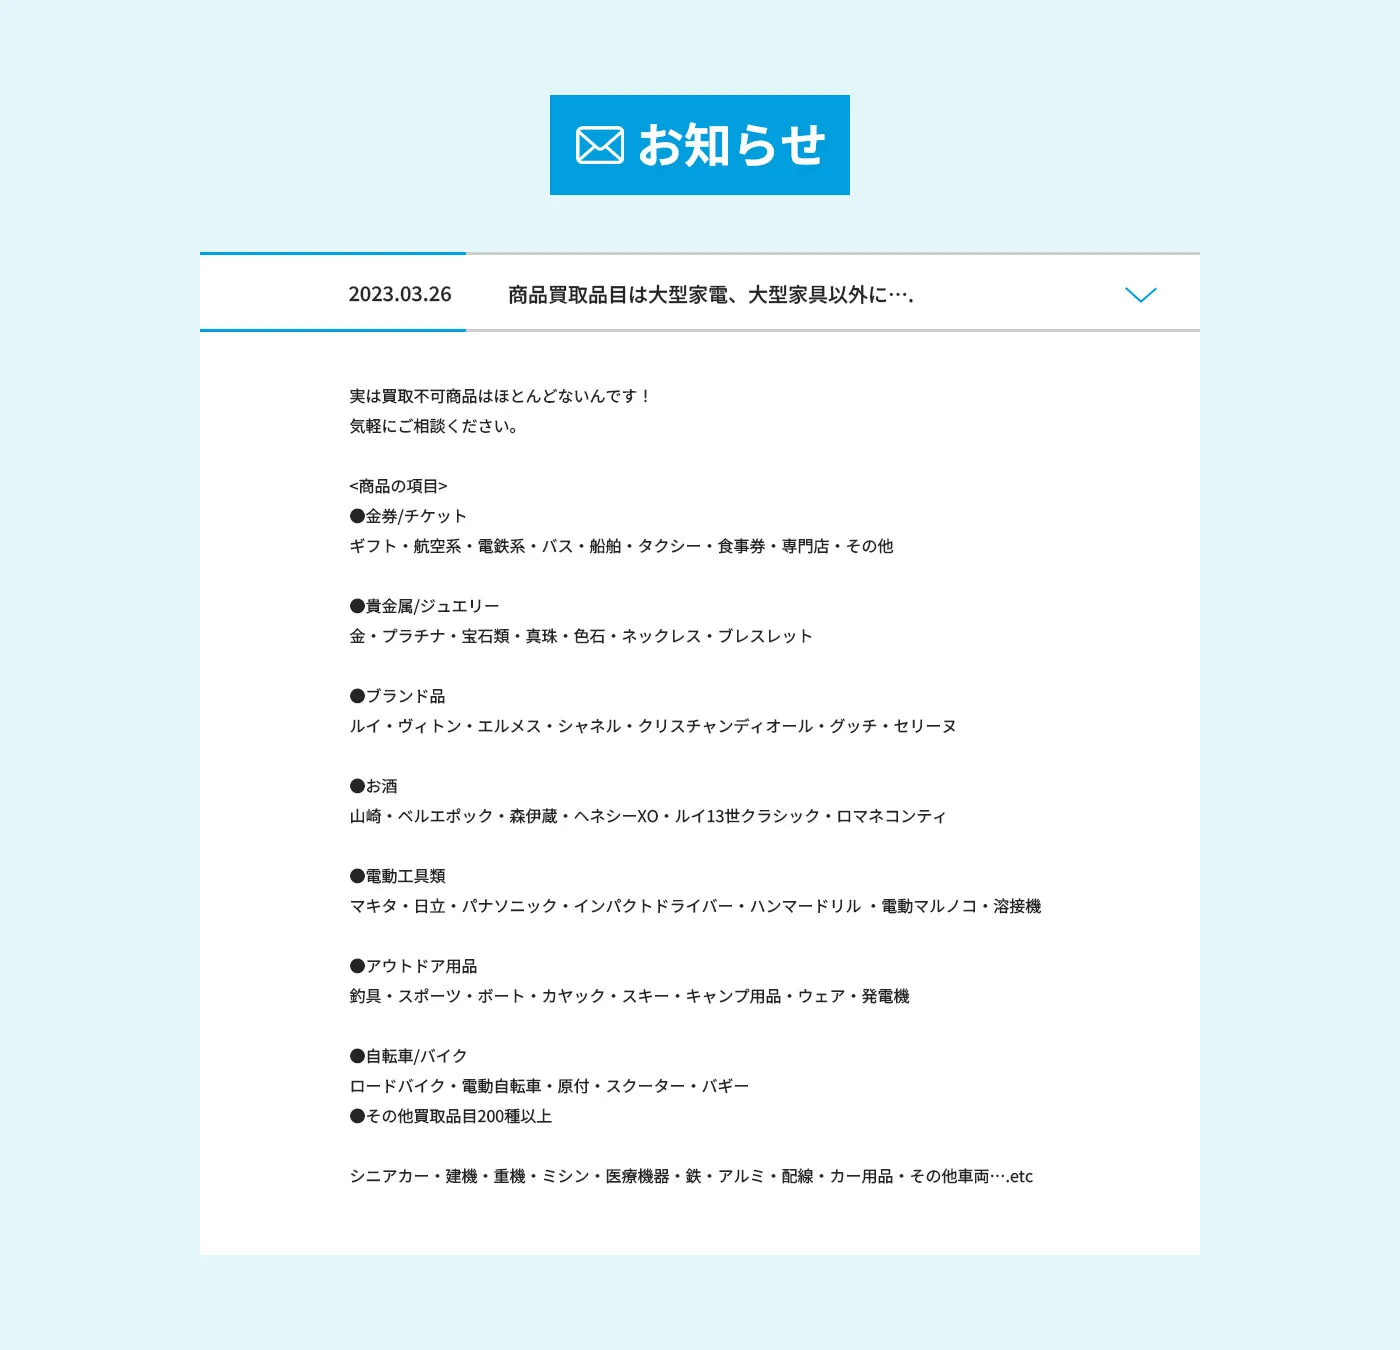 お知らせ
2023.03.26 商品買取品目は大型家電、大型家具以外に….
実は買取不可商品はほとんどないんです！
気軽にご相談ください。
<商品の項目>
●金券/チケット
ギフト・航空系・電鉄系・バス・船舶・タクシー・食事券・専門店・その他
●貴金属/ジュエリー
金・プラチナ・宝石類・真珠・色石・ネックレス・ブレスレット
●ブランド品
ルイ・ヴィトン・エルメス・シャネル・クリスチャンディオール・グッチ・セリーヌ
●お酒
山崎・ベルエポック・森伊蔵・ヘネシーXO・ルイ13世クラシック・ロマネコンティ
●電動工具類
マキタ・日立・パナソニック・インパクトドライバー・ハンマードリル ・電動マルノコ・溶接機
●アウトドア用品
釣具・スポーツ・ボート・カヤック・スキー・キャンプ用品・ウェア・発電機
●自転車/バイク
ロードバイク・電動自転車・原付・スクーター・バギー
●その他買取品目200種以上
シニアカー・建機・重機・ミシン・医療機器・鉄・アルミ・配線・カー用品・その他車両….etc